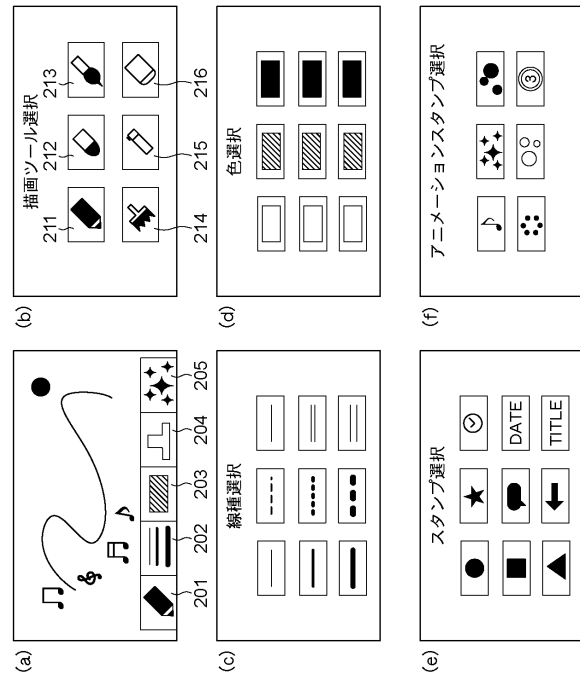 (a)
201 202 203 204 205
(b)
描画ツール選択
211 212 213
214 215 216
(c)
線種選択
(d)
色選択
(e)
スタンプ選択
DATE
TITLE
(f)
アニメーションスタンプ選択
3